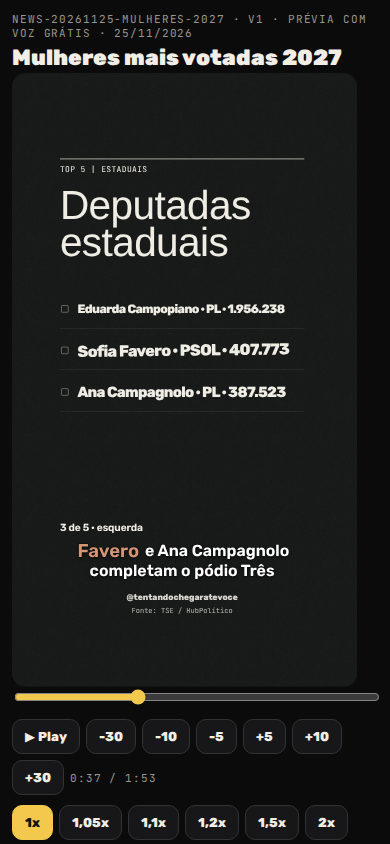 NEWS-20261125-MULHERES-2027 · V1 · PRÉVIA COM
VOZ GRÁTIS · 25/11/2026
Mulheres mais votadas 2027
TOP 5 | ESTADUAIS
Deputadas
estaduais
Eduarda Campopiano • PL • 1.956.238
Sofia Favero • PSOL • 407.773
Ana Campagnolo • PL • 387.523
3 de 5 • esquerda
Favero e Ana Campagnolo
completam o pódio Três
@tentandochegaratevoce
Fonte: TSE / HubPolítico
▶ Play -30 -10 -5 +5 +10
+30 0:37 / 1:53
1x 1,05x 1,1x 1,2x 1,5x 2x